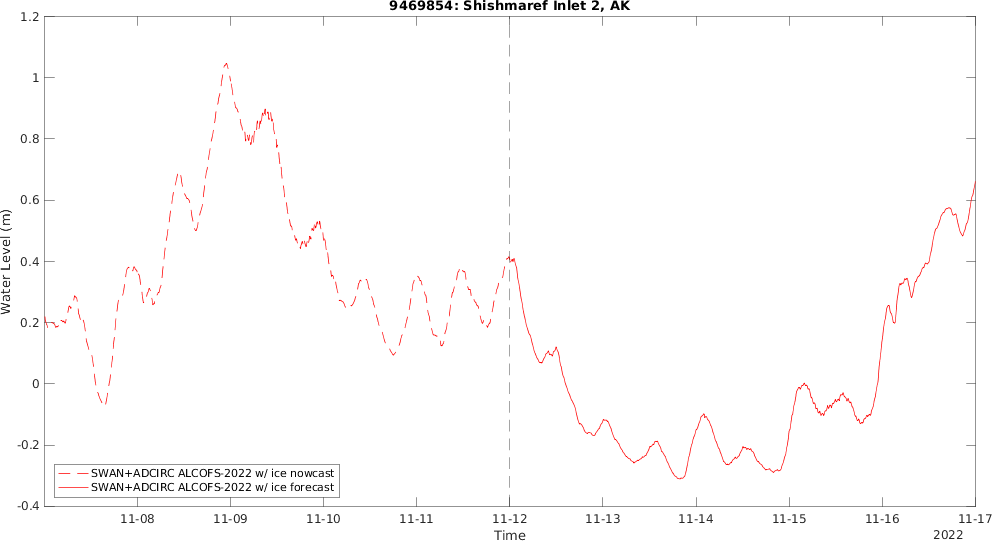 9469854: Shishmaref Inlet 2, AK
Water Level (m)
1.2
1
0.8
0.6
0.4
0.2
0
-0.2
-0.4
SWAN+ADCIRC ALCOFS-2022 w/ ice nowcast
SWAN+ADCIRC ALCOFS-2022 w/ ice forecast
11-08 11-09 11-10 11-11 11-12 11-13 11-14 11-15 11-16 11-17
Time
2022